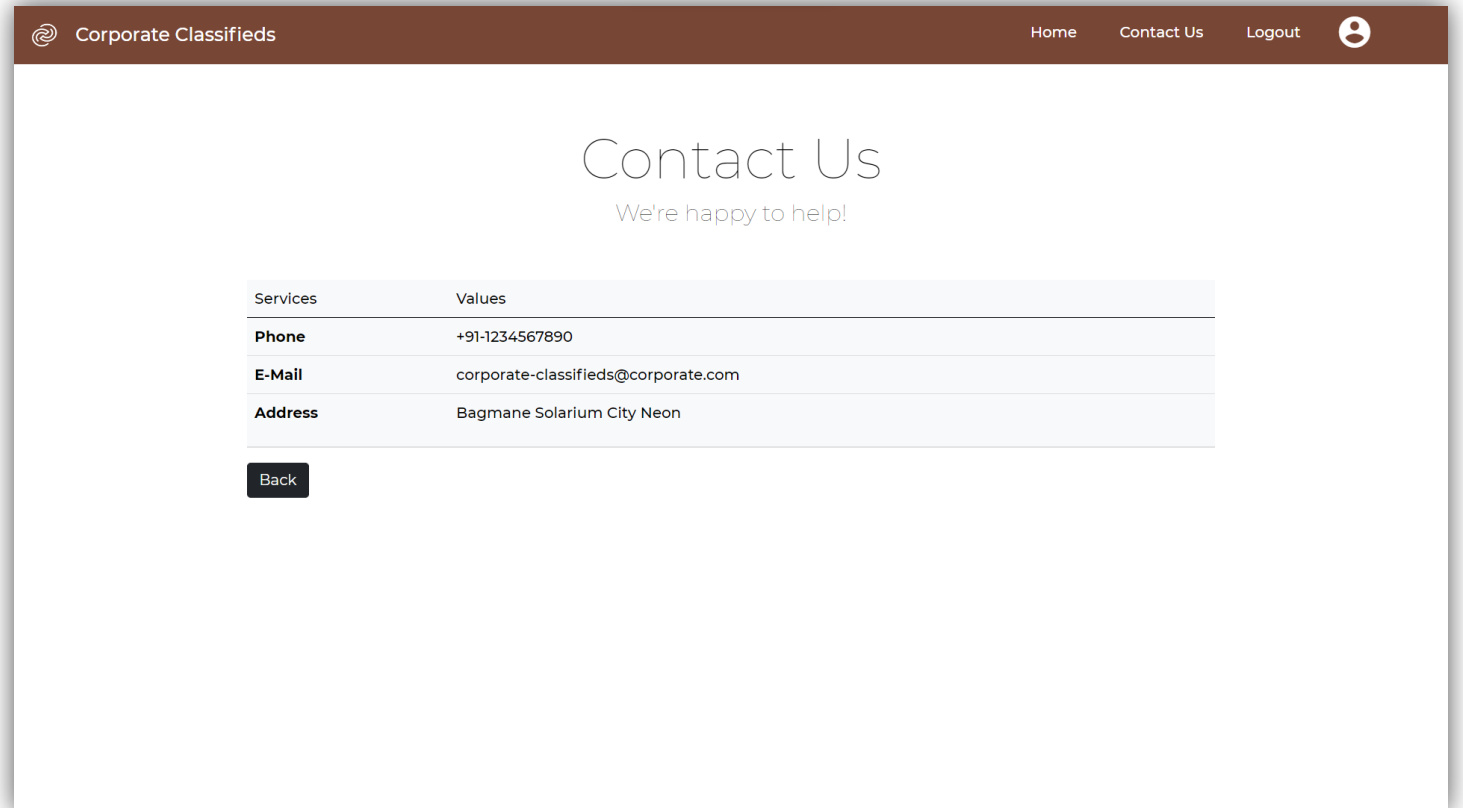 Corporate Classifieds Home Contact Us Logout
Contact Us
We're happy to help!
Services Values
Phone +91-1234567890
E-Mail corporate-classifieds@corporate.com
Address Bagmane Solarium City Neon
Back